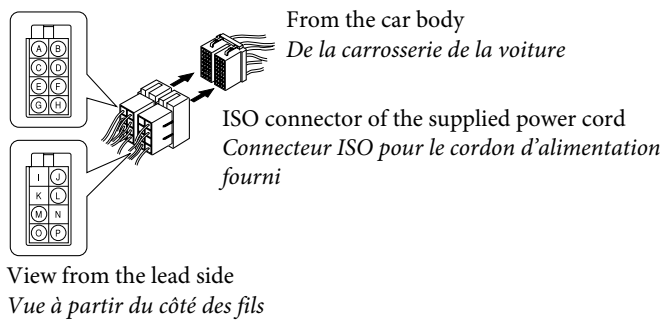 From the car body
De la carrosserie de la voiture
A B
C D
E F
G H
ISO connector of the supplied power cord
Connecteur ISO pour le cordon d'alimentation
fourni
I J
K L
M N
O P
View from the lead side
Vue à partir du côté des fils